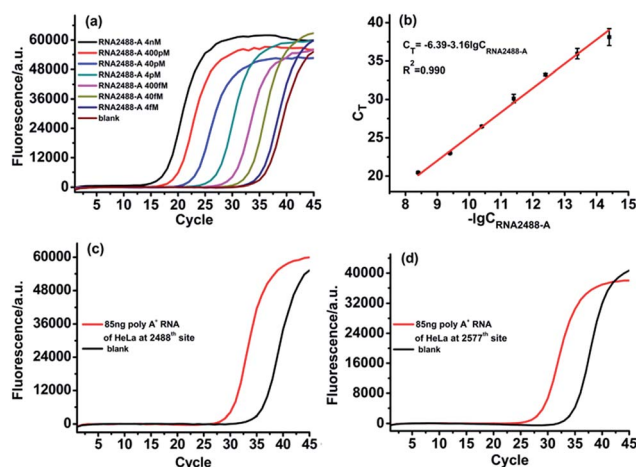 (a)
RNA2488-A 4nM
RNA2488-A 400pM
RNA2488-A 40pM
RNA2488-A 4pM
RNA2488-A 400fM
RNA2488-A 40fM
RNA2488-A 4fM
blank
Fluorescence/a.u.
60000
48000
36000
24000
12000
0
5 10 15 20 25 30 35 40 45
Cycle
(b)
C_T= -6.39-3.16lgC_RNA2488-A
R²=0.990
C_T
40
35
30
25
20
8 9 10 11 12 13 14 15
-lgC_RNA2488-A
(c)
85ng poly A⁺ RNA
of HeLa at 2488ᵗʰ site
blank
Fluorescence/a.u.
72000
60000
48000
36000
24000
12000
0
5 10 15 20 25 30 35 40 45
Cycle
(d)
85ng poly A⁺ RNA
of HeLa at 2577ᵗʰ site
blank
Fluorescence/a.u.
40000
32000
24000
16000
8000
0
5 10 15 20 25 30 35 40 45
Cycle